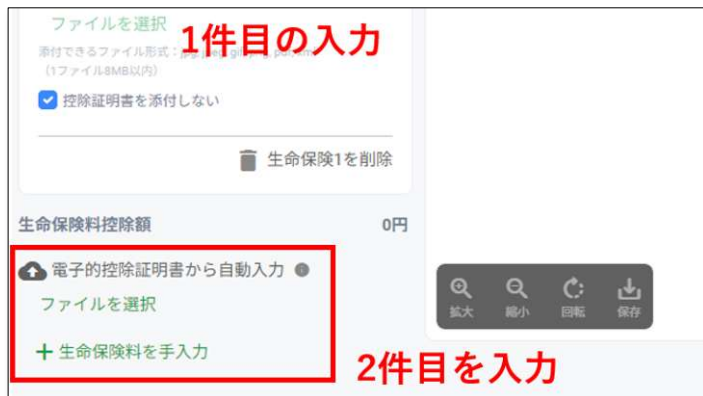 ファイルを選択
1件目の入力
添付できるファイル形式：
（1ファイル8MB以内）
控除証明書を添付しない
生命保険1を削除
生命保険料控除額
0円
電子的控除証明書から自動入力
ファイルを選択
＋生命保険料を手入力
2件目を入力
拡大
縮小
回転
保存